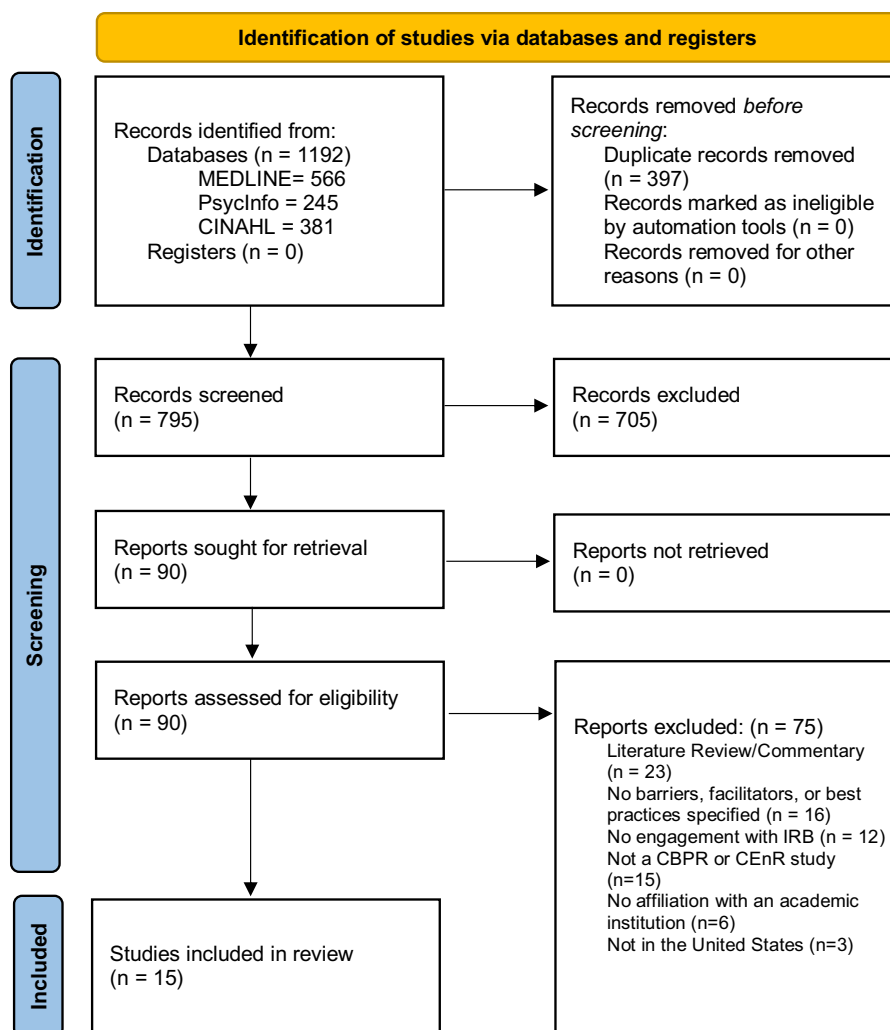 Identification of studies via databases and registers
Identification
Records identified from:
Databases (n = 1192)
MEDLINE= 566
PsycInfo = 245
CINAHL = 381
Registers (n = 0)
Records removed before
screening:
Duplicate records removed
(n = 397)
Records marked as ineligible
by automation tools (n = 0)
Records removed for other
reasons (n = 0)
Screening
Records screened
(n = 795)
Records excluded
(n = 705)
Reports sought for retrieval
(n = 90)
Reports not retrieved
(n = 0)
Reports assessed for eligibility
(n = 90)
Reports excluded: (n = 75)
Literature Review/Commentary
(n = 23)
No barriers, facilitators, or best
practices specified (n = 16)
No engagement with IRB (n = 12)
Not a CBPR or CEnR study
(n=15)
No affiliation with an academic
institution (n=6)
Not in the United States (n=3)
Included
Studies included in review
(n = 15)